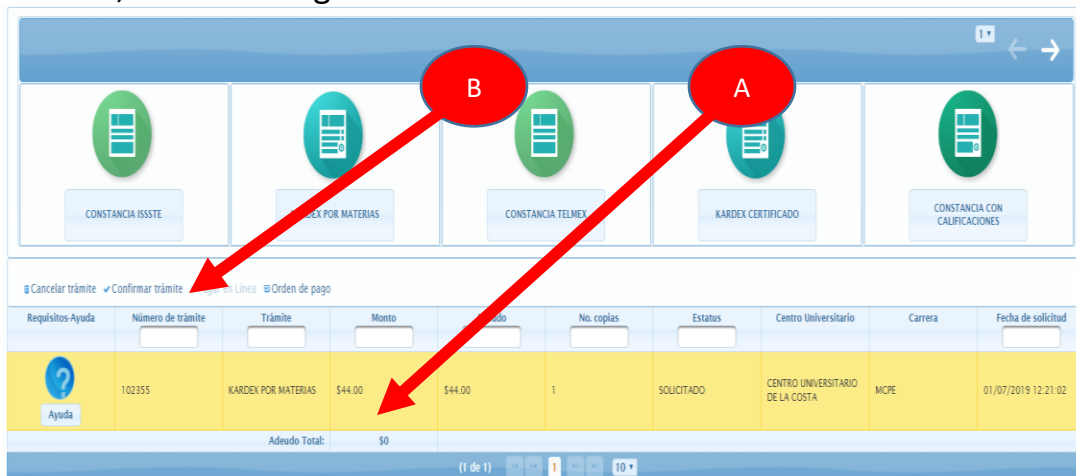 1
B
A
CONSTANCIA ISSSTE
POR MATERIAS
CONSTANCIA TELMEX
KARDEX CERTIFICADO
CONSTANCIA CON
CALIFICACIONES
Cancelar trámite Confirmar trámite en Línea Orden de pago
Requisitos-Ayuda Número de trámite Trámite Monto No. copias Estatus Centro Universitario Carrera Fecha de solicitud
102355 KARDEX POR MATERIAS $44.00 $44.00 1 SOLICITADO CENTRO UNIVERSITARIO MCPE 01/07/2019 12:21:02
DE LA COSTA
Ayuda
Adeudo Total: $0
(1 de 1) 1 10